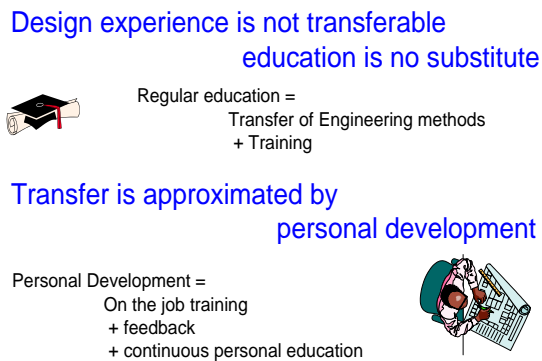 Design experience is not transferable
education is no substitute
Regular education =
Transfer of Engineering methods
+ Training
Transfer is approximated by
personal development
Personal Development =
On the job training
+ feedback
+ continuous personal education